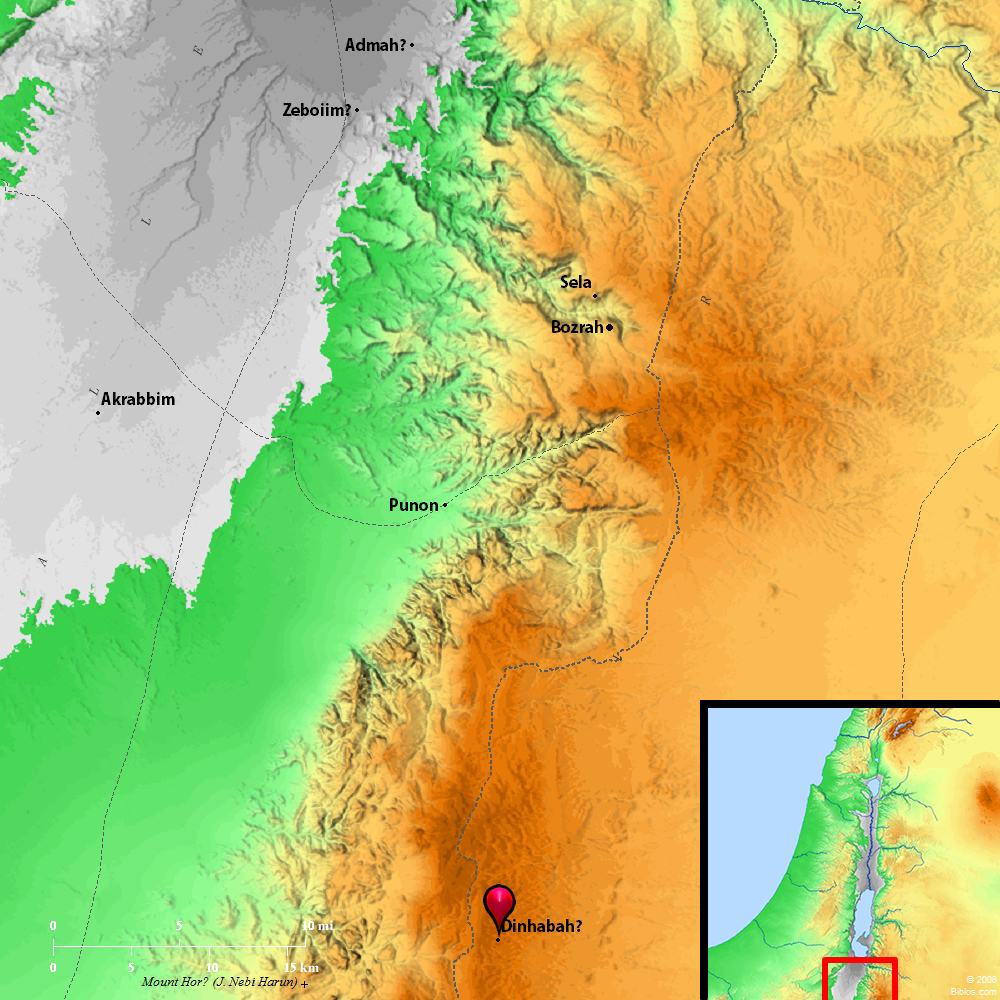 Admah?
E
Zeboiim?
L
Sela
R
Bozrah
L
Akrabbim
Punon
A
Dinhabah?
0 5 10 mi
0 5 10 15 km
Mount Hor? (J. Nebi Harun)
© 2008
Biblos.com